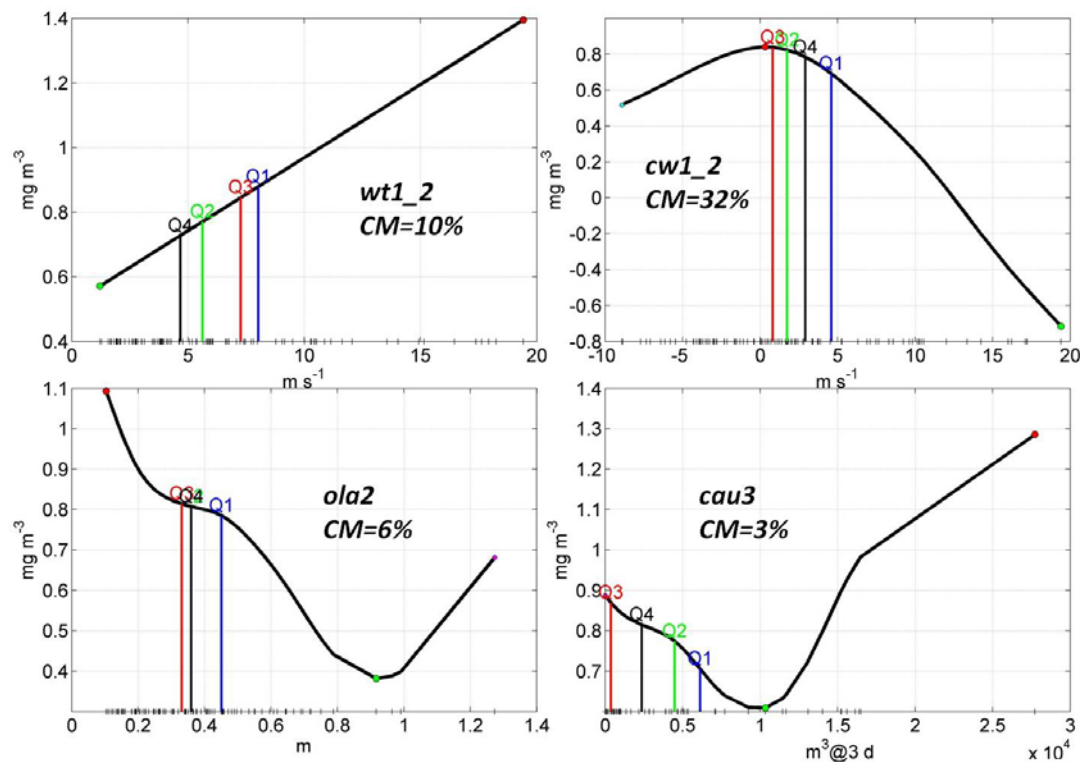 1.4
1.2
1
0.8
0.6
0.4
mg m-3
Q4
Q2
Q3
Q1
wt1_2
CM=10%
0
5
10
15
20
m s-1
1
0.8
0.6
0.4
0.2
0
-0.2
-0.4
-0.6
-0.8
mg m-3
Q3
Q2
Q4
Q1
cw1_2
CM=32%
-10
-5
0
5
10
15
20
m s-1
1.1
1
0.9
0.8
0.7
0.6
0.5
0.4
mg m-3
Q3
Q4
Q1
ola2
CM=6%
0
0.2
0.4
0.6
0.8
1
1.2
1.4
m
1.4
1.3
1.2
1.1
1
0.9
0.8
0.7
mg m-3
Q3
Q4
Q2
Q1
cau3
CM=3%
0
0.5
1
1.5
2
2.5
3
m3@3 d
x 10^4